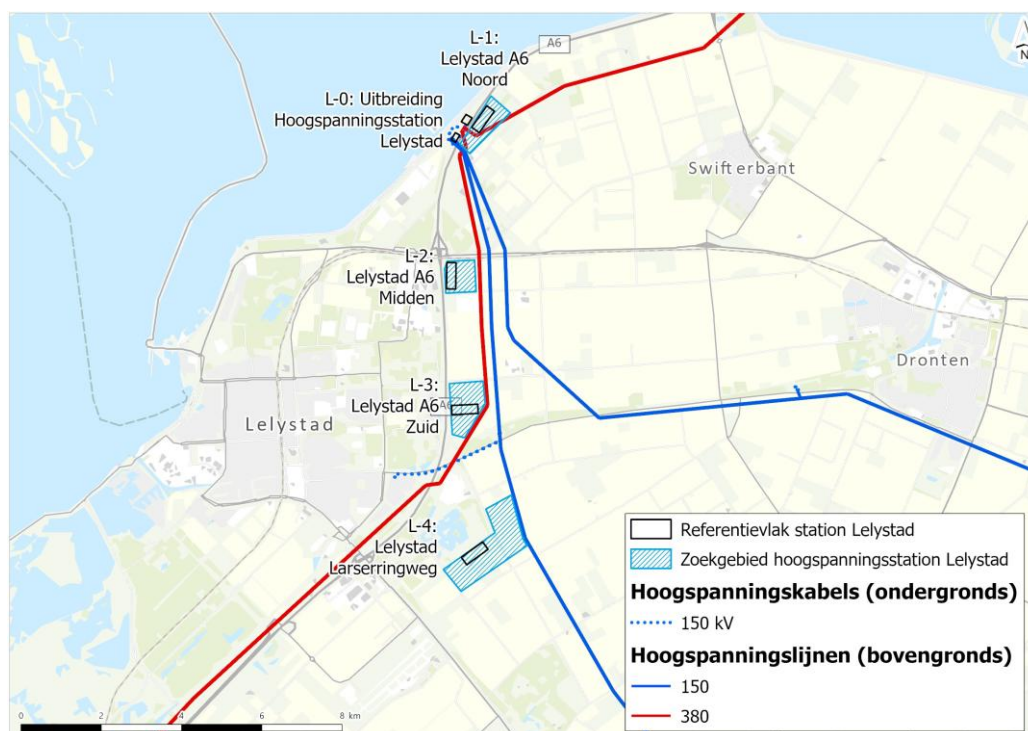 L-1:
Lelystad A6
Noord
A6
N
L-0: Uitbreiding
Hoogspanningsstation
Lelystad
Swifterbant
L-2:
Lelystad A6
Midden
Dronten
L-3:
Lelystad A6
Zuid
A6
Lelystad
L-4:
Lelystad
Larserringweg
Referentievlak station Lelystad
Zoekgebied hoogspanningsstation Lelystad
Hoogspanningskabels (ondergronds)
150 kV
Hoogspanningslijnen (bovengronds)
150
380
0 2 4 6 8 km